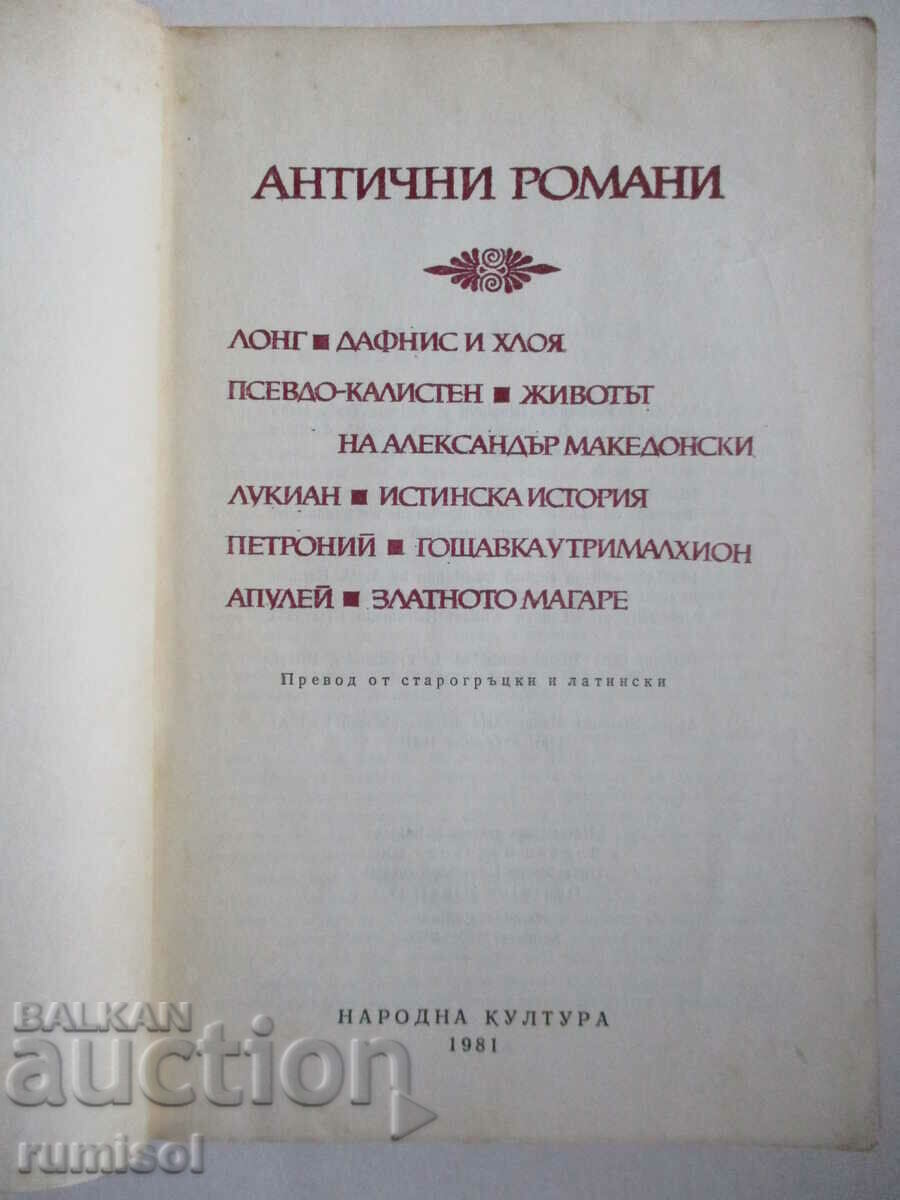 АНТИЧНИ РОМАНИ
ЛОНГ ▪ ДАФНИС И ХЛОЯ
ПСЕВДО-КАЛИСТЕН ▪ ЖИВОТЪТ
НА АЛЕКСАНДЪР МАКЕДОНСКИ
ЛУКИАН ▪ ИСТИНСКА ИСТОРИЯ
ПЕТРОНИЙ ▪ ГОЩАВКА У ТРИМАЛХИОН
АПУЛЕЙ ▪ ЗЛАТНОТО МАГАРЕ
Превод от старогръцки и латински
НАРОДНА КУЛТУРА
1981
BALKAN
auction
rumisol